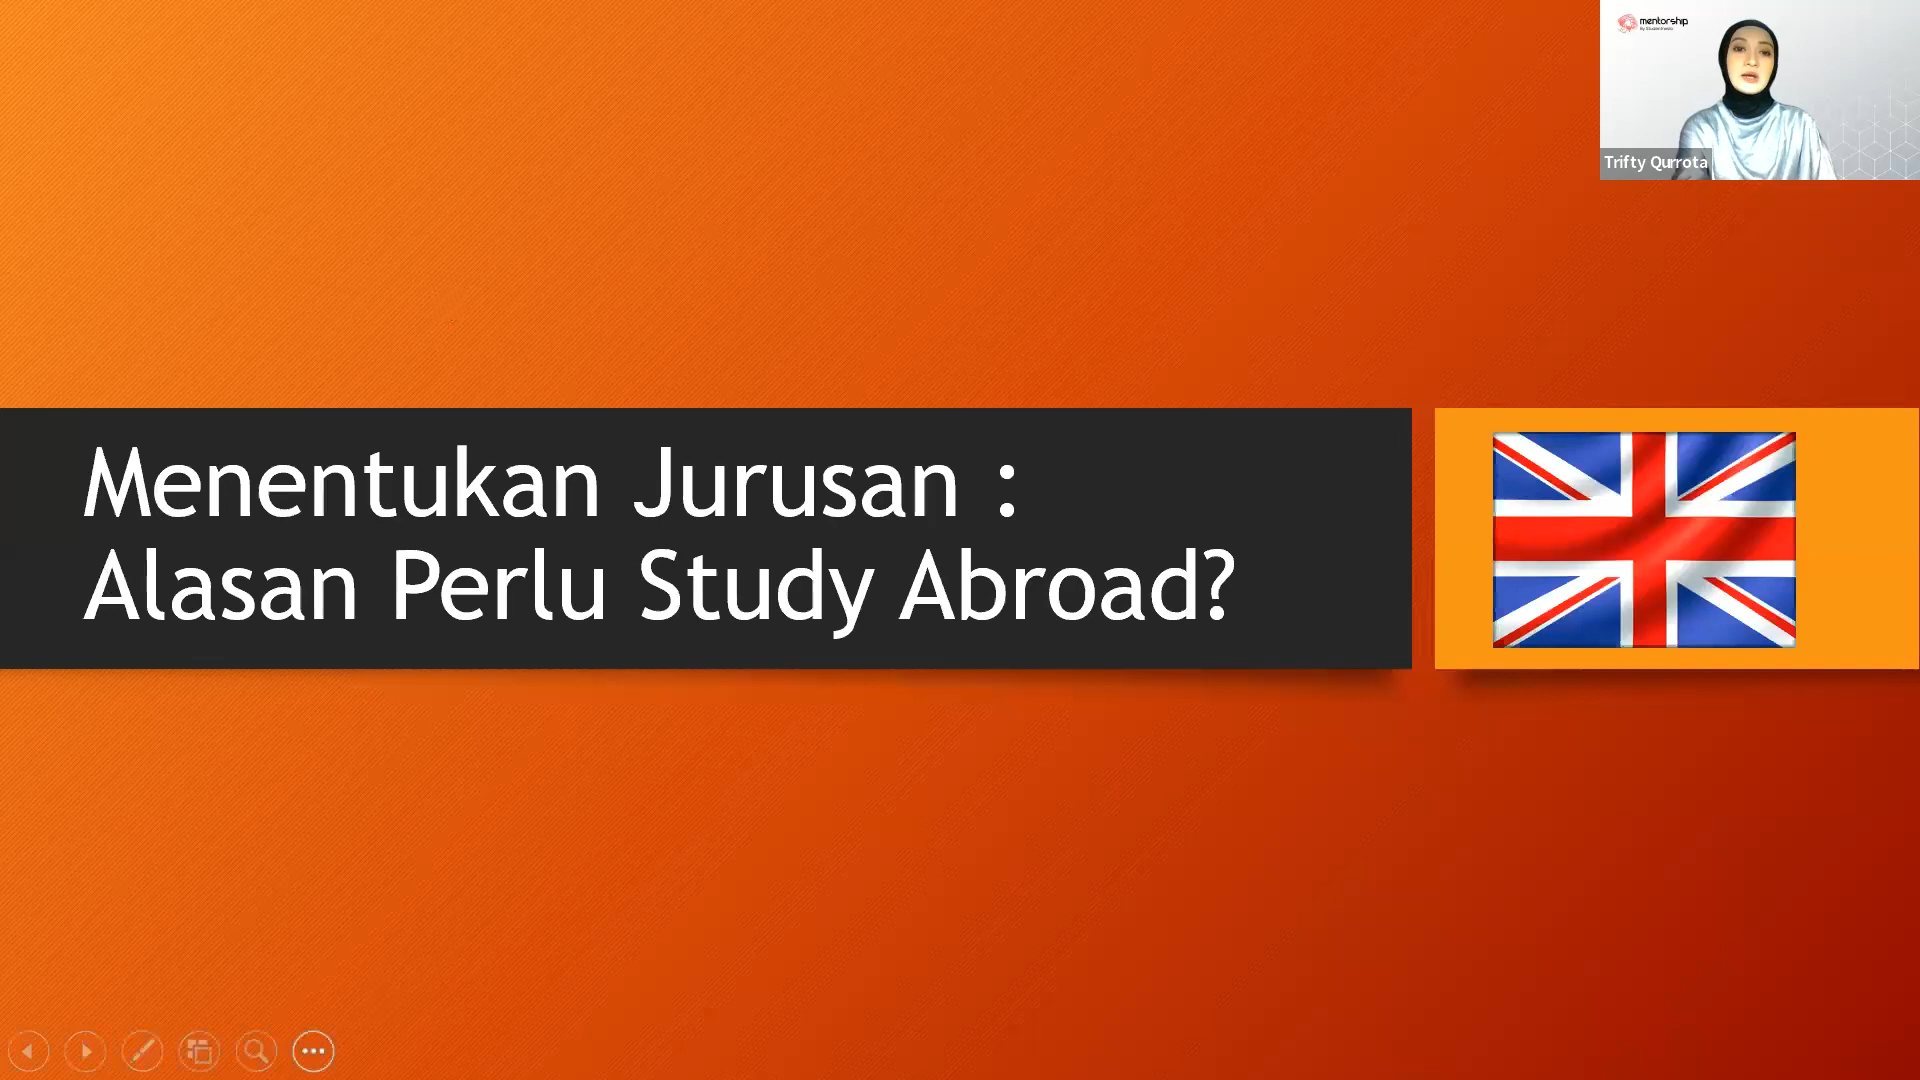 mentorship
Trifty Qurrota
Menentukan Jurusan :
Alasan Perlu Study Abroad?